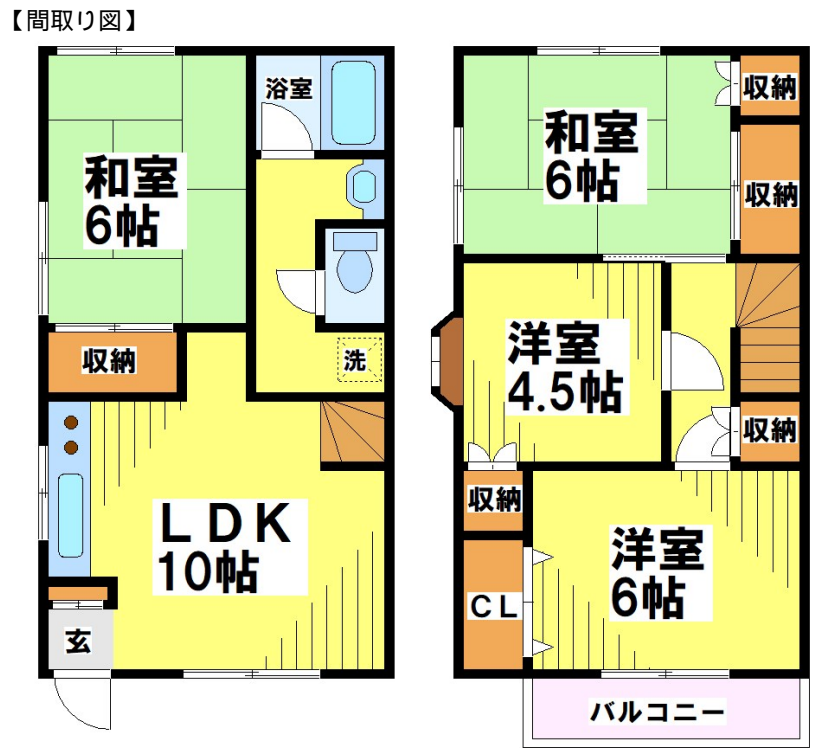 【間取り図】
浴室
和室
6帖
収納
洗
LDK
10帖
玄
和室
6帖
収納
収納
洋室
4.5帖
収納
収納
洋室
6帖
CL
バルコニー